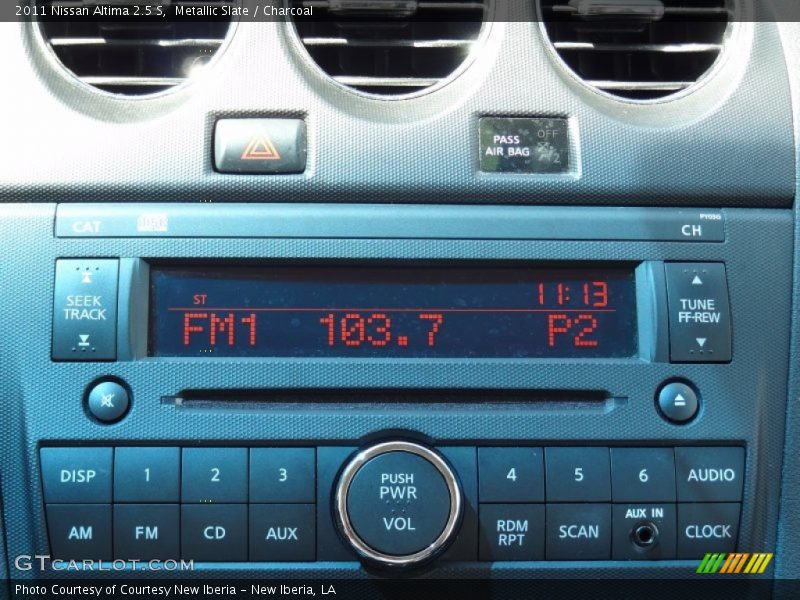 2011 Nissan Altima 2.5 S, Metallic Slate / Charcoal
PASS OFF
AIR BAG 2
CAT
PY05G
CH
SEEK
TRACK
ST 11:13
FM1 103.7 P2
TUNE
FF-REW
DISP 1 2 3
PUSH
PWR
VOL
4 5 6 AUDIO
AM FM CD AUX
RDM
RPT
SCAN
AUX IN
CLOCK
GTCARLOT.COM
Photo Courtesy of Courtesy New Iberia - New Iberia, LA